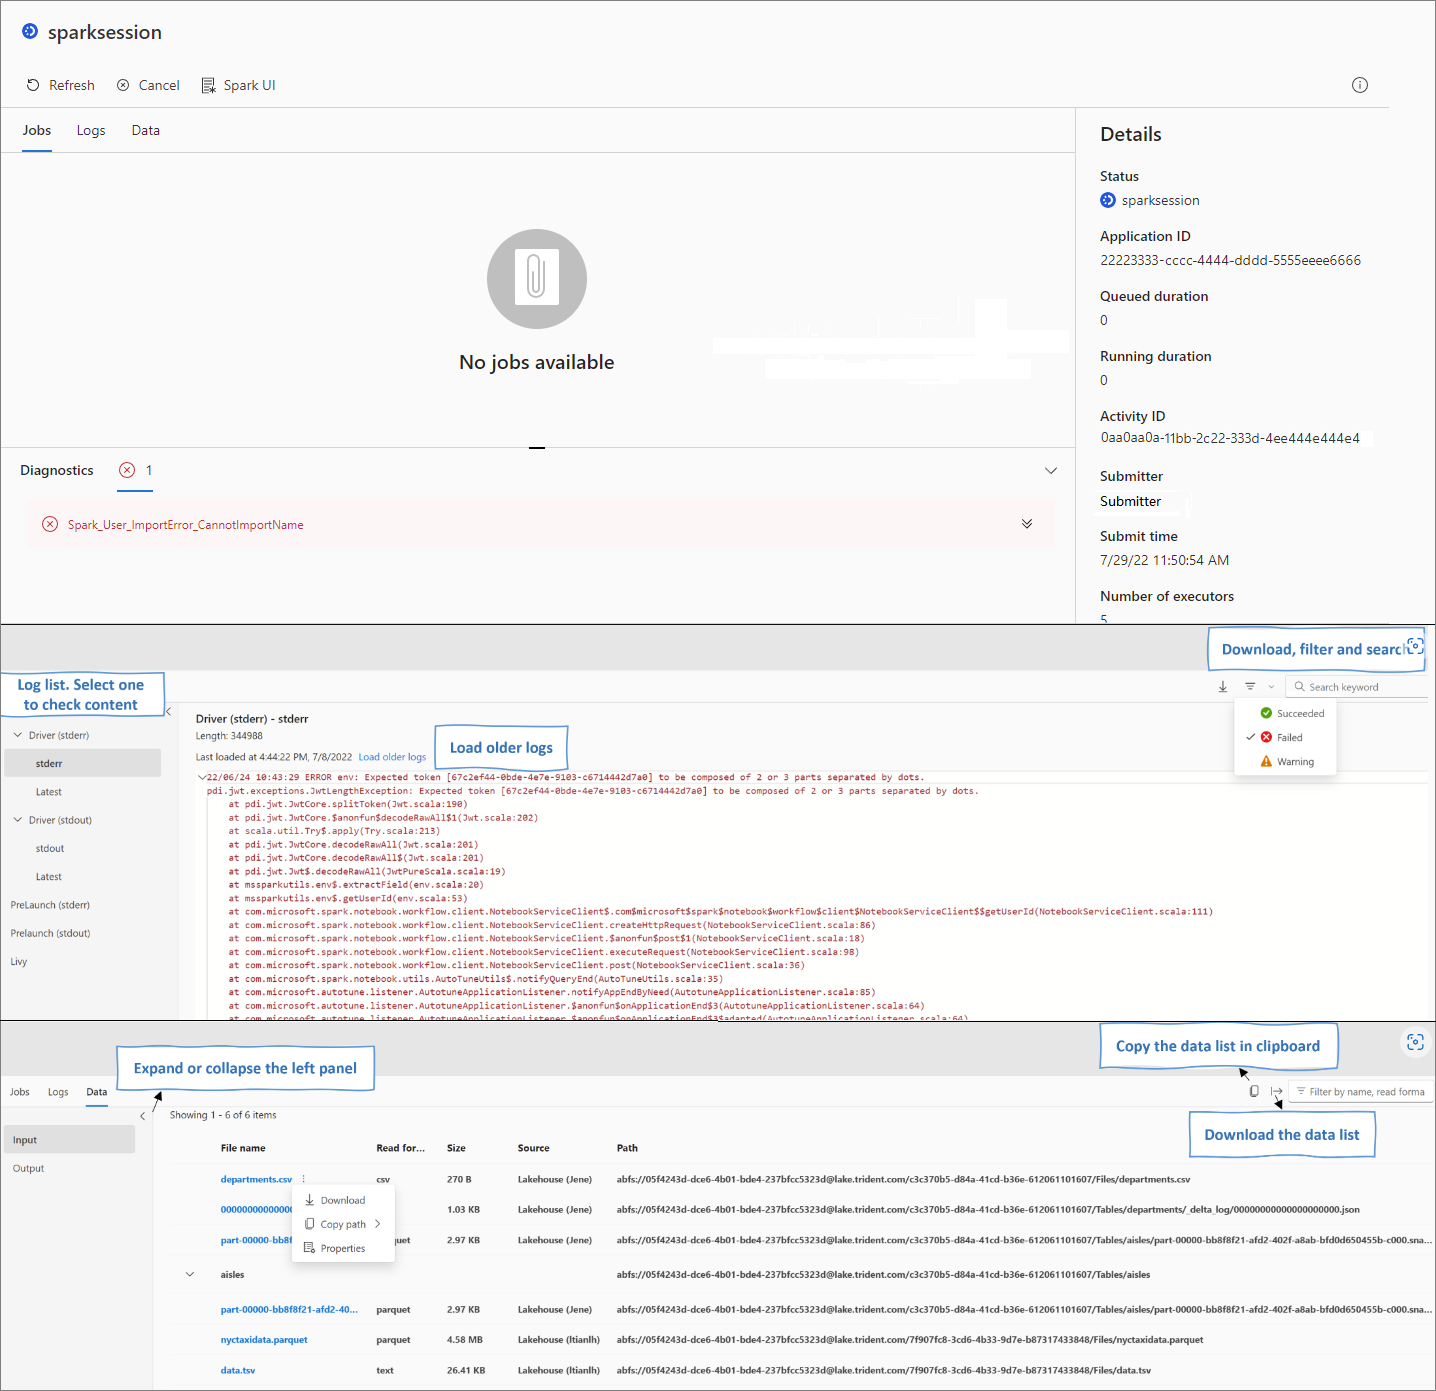 sparksession
Refresh Cancel Spark UI
Jobs Logs Data
No jobs available
Diagnostics 1
Spark_User_ImportError_CannotImportName
Details
Status
sparksession
Application ID
22223333-cccc-4444-dddd-5555eeee6666
Queued duration
0
Running duration
0
Activity ID
0aa0aa0a-11bb-2c22-333d-4ee444e444e4
Submitter
Submitter
Submit time
7/29/22 11:50:54 AM
Number of executors
5
Download, filter and search
Search keyword
Succeeded
Failed
Warning
Log list. Select one
to check content
Driver (stderr)
stderr
Latest
Driver (stdout)
stdout
Latest
PreLaunch (stderr)
Prelaunch (stdout)
Livy
Driver (stderr) - stderr
Length: 344988
Last loaded at 4:44:22 PM, 7/8/2022 Load older logs
Load older logs
22/06/24 10:43:29 ERROR env: Expected token [67c2ef44-0bde-4e7e-9103-c6714442d7a0] to be composed of 2 or 3 parts separated by dots.
pdi.jwt.exceptions.JwtLengthException: Expected token [67c2ef44-0bde-4e7e-9103-c6714442d7a0] to be composed of 2 or 3 parts separated by dots.
at pdi.jwt.JwtCore.splitToken(Jwt.scala:190)
at pdi.jwt.JwtCore.$anonfun$decodeRawAll$1(Jwt.scala:202)
at scala.util.Try$.apply(Try.scala:213)
at pdi.jwt.JwtCore.decodeRawAll(Jwt.scala:201)
at pdi.jwt.JwtCore.decodeRawAll$(Jwt.scala:201)
at pdi.jwt.Jwt$.decodeRawAll(JwtPureScala.scala:19)
at mssparkutils.env$.extractField(env.scala:20)
at mssparkutils.env$.getUserId(env.scala:53)
at com.microsoft.spark.notebook.workflow.client.NotebookServiceClient$.com$microsoft$spark$notebook$workflow$client$NotebookServiceClient$$getUserId(NotebookServiceClient.scala:111)
at com.microsoft.spark.notebook.workflow.client.NotebookServiceClient.createHttpRequest(NotebookServiceClient.scala:86)
at com.microsoft.spark.notebook.workflow.client.NotebookServiceClient.$anonfun$post$1(NotebookServiceClient.scala:18)
at com.microsoft.spark.notebook.workflow.client.NotebookServiceClient.executeRequest(NotebookServiceClient.scala:98)
at com.microsoft.spark.notebook.workflow.client.NotebookServiceClient.post(NotebookServiceClient.scala:36)
at com.microsoft.spark.notebook.utils.AutoTuneUtils$.notifyQueryEnd(AutoTuneUtils.scala:35)
at com.microsoft.autotune.listener.AutotuneApplicationListener.notifyAppEndByNeed(AutotuneApplicationListener.scala:85)
at com.microsoft.autotune.listener.AutotuneApplicationListener.$anonfun$onApplicationEnd$3(AutotuneApplicationListener.scala:64)
at com.microsoft.autotune.listener.AutotuneApplicationListener.$anonfun$onApplicationEnd$3$adapted(AutotuneApplicationListener.scala:64)
Expand or collapse the left panel
Copy the data list in clipboard
Jobs Logs Data
Filter by name, read forma
Download the data list
Input
Output
Showing 1 - 6 of 6 items
File name Read for... Size Source Path
departments.csv csv 270 B Lakehouse (Jene) abfs://05f4243d-dce6-4b01-bde4-237bfcc5323d@lake.trident.com/c3c370b5-d84a-41cd-b36e-612061101607/Files/departments.csv
000000000000000 1.03 KB Lakehouse (Jene) abfs://05f4243d-dce6-4b01-bde4-237bfcc5323d@lake.trident.com/c3c370b5-d84a-41cd-b36e-612061101607/Tables/departments/_delta_log/00000000000000000000.json
part-00000-bb8f quet 2.97 KB Lakehouse (Jene) abfs://05f4243d-dce6-4b01-bde4-237bfcc5323d@lake.trident.com/c3c370b5-d84a-41cd-b36e-612061101607/Tables/aisles/part-00000-bb8f8f21-afd2-402f-a8ab-bfd0d650455b-c000.sna...
Download
Copy path
Properties
aisles abfs://05f4243d-dce6-4b01-bde4-237bfcc5323d@lake.trident.com/c3c370b5-d84a-41cd-b36e-612061101607/Tables/aisles
part-00000-bb8f8f21-afd2-40... parquet 2.97 KB Lakehouse (Jene) abfs://05f4243d-dce6-4b01-bde4-237bfcc5323d@lake.trident.com/c3c370b5-d84a-41cd-b36e-612061101607/Tables/aisles/part-00000-bb8f8f21-afd2-402f-a8ab-bfd0d650455b-c000.sna...
nyctaxidata.parquet parquet 4.58 MB Lakehouse (ltianlh) abfs://05f4243d-dce6-4b01-bde4-237bfcc5323d@lake.trident.com/7f907fc8-3cd6-4b33-9d7e-b87317433848/Files/nyctaxidata.parquet
data.tsv text 26.41 KB Lakehouse (ltianlh) abfs://05f4243d-dce6-4b01-bde4-237bfcc5323d@lake.trident.com/7f907fc8-3cd6-4b33-9d7e-b87317433848/Files/data.tsv